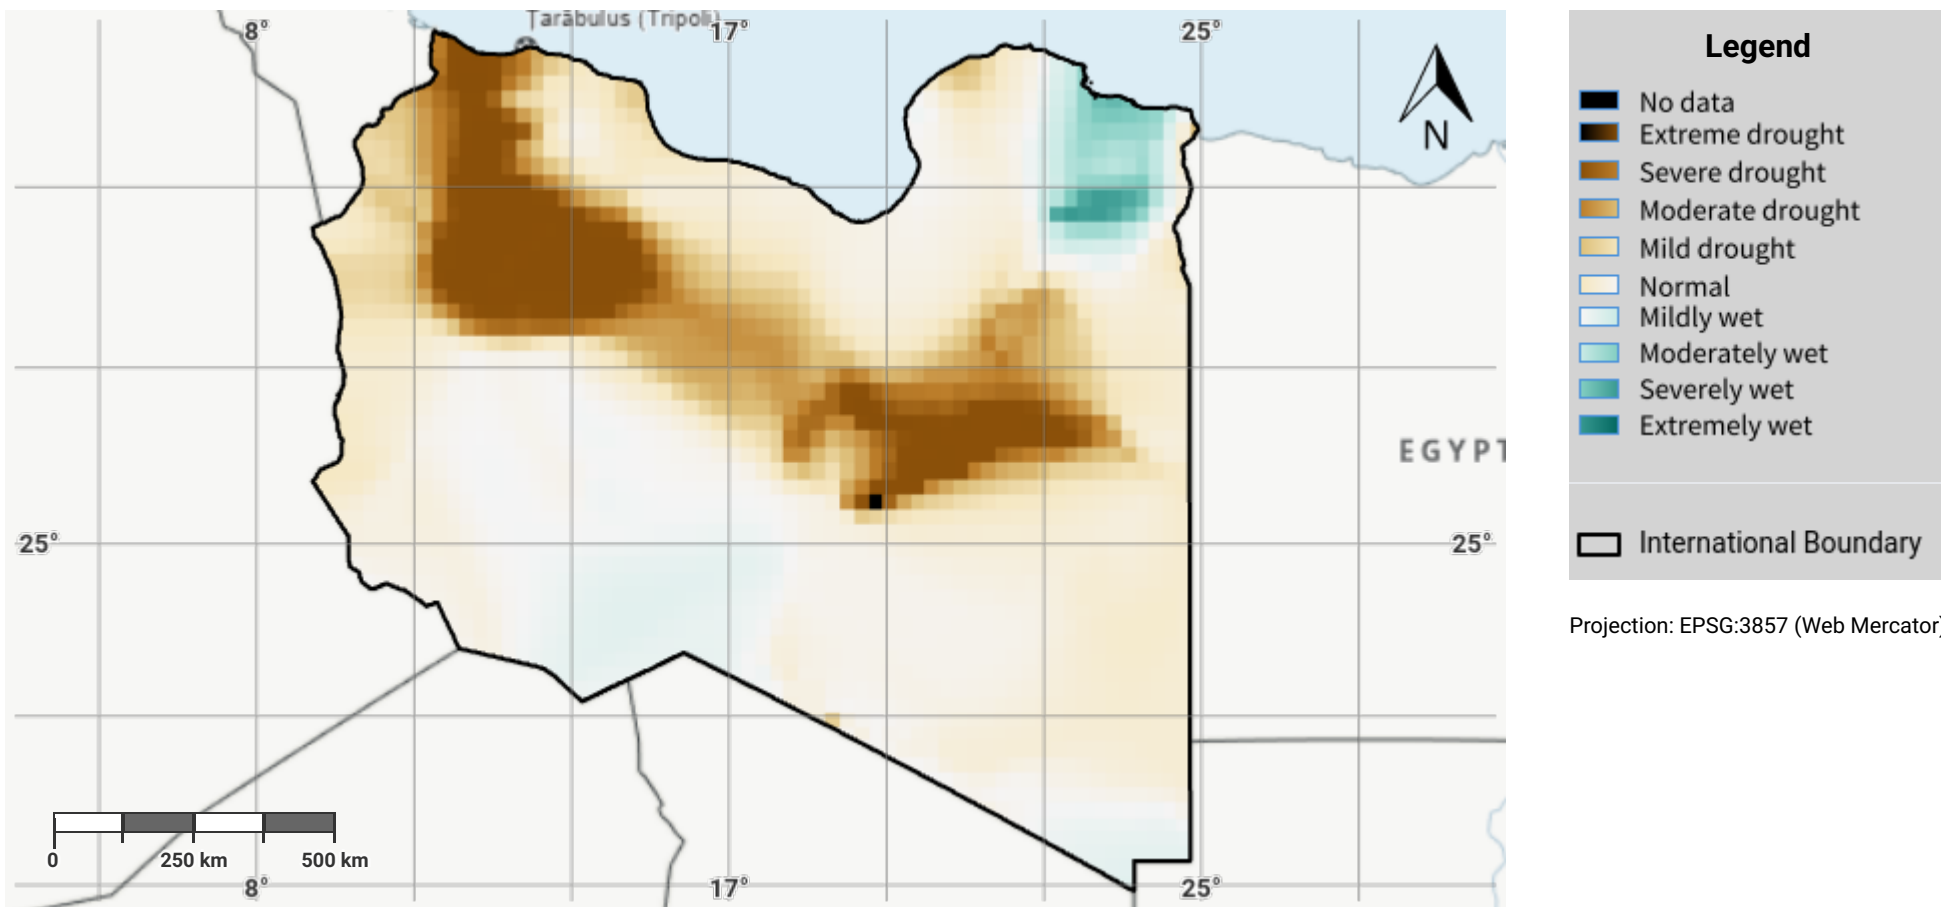 Ṭarābulus (Tripoli)
8°
17°
25°
N
EGYPT
25°
25°
0
250 km
500 km
8°
17°
25°
Legend
No data
Extreme drought
Severe drought
Moderate drought
Mild drought
Normal
Mildly wet
Moderately wet
Severely wet
Extremely wet
International Boundary
Projection: EPSG:3857 (Web Mercator)